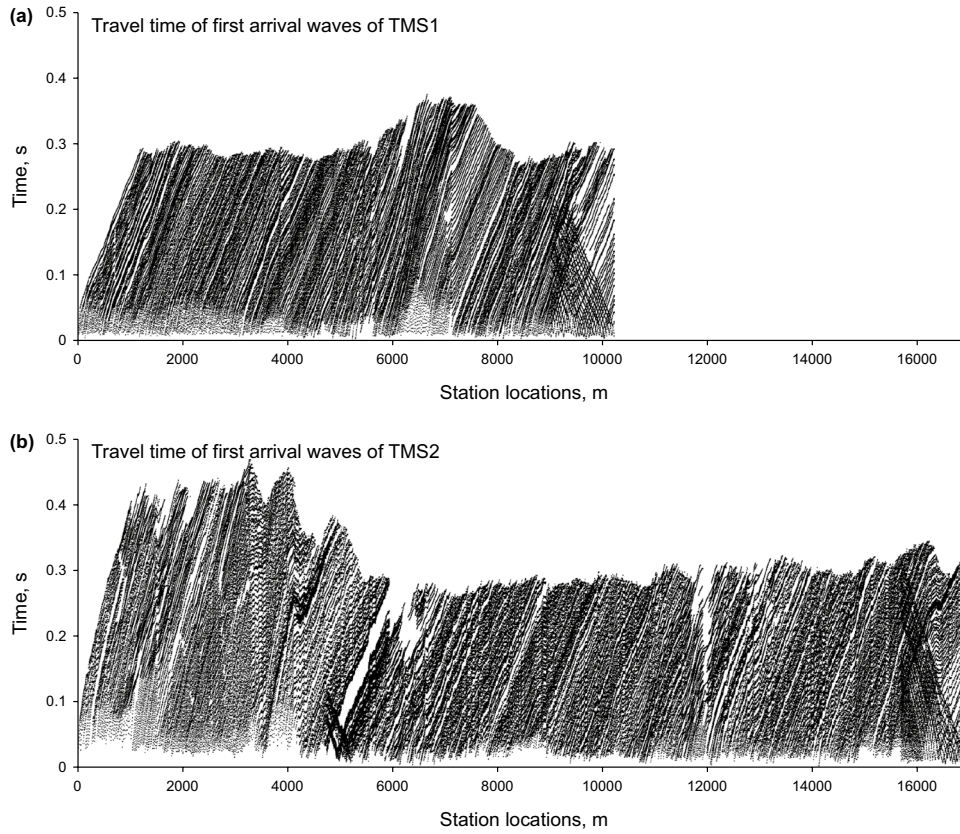 (a)
Travel time of first arrival waves of TMS1
0.5
0.4
0.3
0.2
0.1
0
Time, s
0 2000 4000 6000 8000 10000 12000 14000 16000
Station locations, m
(b)
Travel time of first arrival waves of TMS2
0.5
0.4
0.3
0.2
0.1
0
Time, s
0 2000 4000 6000 8000 10000 12000 14000 16000
Station locations, m